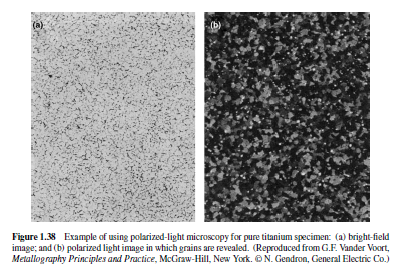 (a)
(b)
Figure 1.38 Example of using polarized-light microscopy for pure titanium specimen: (a) bright-field
image; and (b) polarized light image in which grains are revealed. (Reproduced from G.F. Vander Voort,
Metallography Principles and Practice, McGraw-Hill, New York. © N. Gendron, General Electric Co.)